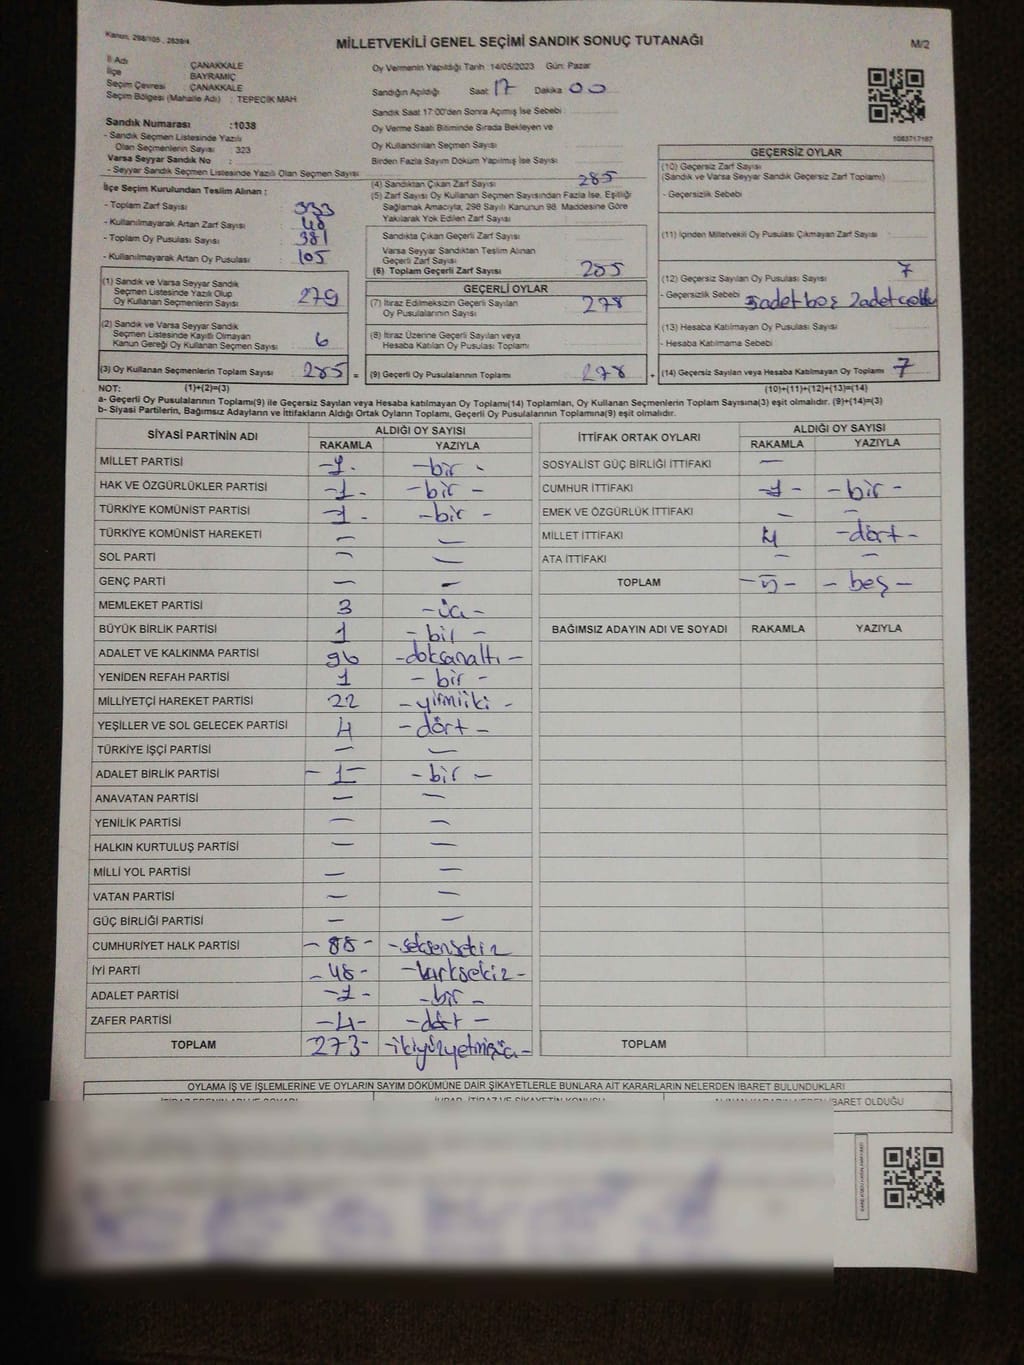 Kanun, 298/105 , 2839/4
MİLLETVEKİLİ GENEL SEÇİMİ SANDIK SONUÇ TUTANAĞI
M/2
İl Adı : ÇANAKKALE
İlçe : BAYRAMİÇ
Seçim Çevresi : ÇANAKKALE
Seçim Bölgesi (Mahalle Adı) : TEPECİK MAH
Sandık Numarası :1038
- Sandık Seçmen Listesinde Yazılı
Olan Seçmenlerin Sayısı 323
Varsa Seyyar Sandık No :
- Seyyar Sandık Seçmen Listesinde Yazılı Olan Seçmen Sayısı
İlçe Seçim Kurulundan Teslim Alınan :
- Toplam Zarf Sayısı 333
- Kullanılmayarak Artan Zarf Sayısı 48
- Toplam Oy Pusulası Sayısı 381
- Kullanılmayarak Artan Oy Pusulası 105
(1) Sandık ve Varsa Seyyar Sandık
Seçmen Listesinde Yazılı Olup
Oy Kullanan Seçmenlerin Sayısı 279
(2) Sandık ve Varsa Seyyar Sandık
Seçmen Listesinde Kayıtlı Olmayan
Kanun Gereği Oy Kullanan Seçmen Sayısı 6
(3) Oy Kullanan Seçmenlerin Toplam Sayısı 285 =
Oy Vermenin Yapıldığı Tarih :14/05/2023 Gün: Pazar
Sandığın Açıldığı Saat 17 Dakika 00
Sandık Saat 17:00'den Sonra Açılmış İse Sebebi
Oy Verme Saati Bitiminde Sırada Bekleyen ve
Oy Kullandırılan Seçmen Sayısı
Birden Fazla Sayım Döküm Yapılmış İse Sayısı
(4) Sandıktan Çıkan Zarf Sayısı 285
(5) Zarf Sayısı Oy Kullanan Seçmen Sayısından Fazla İse, Eşitliği
Sağlamak Amacıyla, 298 Sayılı Kanunun 98. Maddesine Göre
Yakılarak Yok Edilen Zarf Sayısı
Sandıkta Çıkan Geçerli Zarf Sayısı
Varsa Seyyar Sandıktan Teslim Alınan
Geçerli Zarf Sayısı
(6) Toplam Geçerli Zarf Sayısı 285
GEÇERLİ OYLAR
(7) İtiraz Edilmeksizin Geçerli Sayılan
Oy Pusulalarının Sayısı 278
(8) İtiraz Üzerine Geçerli Sayılan veya
Hesaba Katılan Oy Pusulası Toplamı
(9) Geçerli Oy Pusulalarının Toplamı 278 +
1083717187
GEÇERSİZ OYLAR
(10) Geçersiz Zarf Sayısı
(Sandık ve Varsa Seyyar Sandık Geçersiz Zarf Toplamı)
- Geçersizlik Sebebi
(11) İçinden Milletvekili Oy Pusulası Çıkmayan Zarf Sayısı
(12) Geçersiz Sayılan Oy Pusulası Sayısı 7
- Geçersizlik Sebebi 5 adet boş 2 adet
(13) Hesaba Katılmayan Oy Pusulası Sayısı
- Hesaba Katılmama Sebebi
(14) Geçersiz Sayılan veya Hesaba Katılmayan Oy Toplamı 7
NOT: (1)+(2)=(3) (10)+(11)+(12)+(13)=(14)
a- Geçerli Oy Pusulalarının Toplamı(9) ile Geçersiz Sayılan veya Hesaba katılmayan Oy Toplamı(14) Toplamları, Oy Kullanan Seçmenlerin Toplam Sayısına(3) eşit olmalıdır. (9)+(14)=(3)
b- Siyasi Partilerin, Bağımsız Adayların ve İttifakların Aldığı Ortak Oyların Toplamı, Geçerli Oy Pusulalarının Toplamına(9) eşit olmalıdır.
SİYASİ PARTİNİN ADI ALDIĞI OY SAYISI
RAKAMLA YAZIYLA
MİLLET PARTİSİ -1- -bir-
HAK VE ÖZGÜRLÜKLER PARTİSİ -1- -bir-
TÜRKİYE KOMÜNİST PARTİSİ -1- -bir-
TÜRKİYE KOMÜNİST HAREKETİ — —
SOL PARTİ — —
GENÇ PARTİ — —
MEMLEKET PARTİSİ 3 -üç-
BÜYÜK BİRLİK PARTİSİ 1 -bir-
ADALET VE KALKINMA PARTİSİ 96 -doksanaltı-
YENİDEN REFAH PARTİSİ 1 -bir-
MİLLİYETÇİ HAREKET PARTİSİ 22 -yirmiiki-
YEŞİLLER VE SOL GELECEK PARTİSİ 4 -dört-
TÜRKİYE İŞÇİ PARTİSİ — —
ADALET BİRLİK PARTİSİ -1- -bir-
ANAVATAN PARTİSİ — —
YENİLİK PARTİSİ — —
HALKIN KURTULUŞ PARTİSİ — —
MİLLİ YOL PARTİSİ — —
VATAN PARTİSİ — —
GÜÇ BİRLİĞİ PARTİSİ — —
CUMHURİYET HALK PARTİSİ -88- -seksensekiz
İYİ PARTİ -48- -kırksekiz-
ADALET PARTİSİ -1- -bir-
ZAFER PARTİSİ -4- -dört-
TOPLAM 273- -ikiyüzyetmişüç-
İTTİFAK ORTAK OYLARI ALDIĞI OY SAYISI
RAKAMLA YAZIYLA
SOSYALİST GÜÇ BİRLİĞİ İTTİFAKI —
CUMHUR İTTİFAKI -1- -bir-
EMEK VE ÖZGÜRLÜK İTTİFAKI — —
MİLLET İTTİFAKI 4 -dört-
ATA İTTİFAKI — —
TOPLAM -5- -beş-
BAĞIMSIZ ADAYIN ADI VE SOYADI RAKAMLA YAZIYLA
TOPLAM
OYLAMA İŞ VE İŞLEMLERİNE VE OYLARIN SAYIM DÖKÜMÜNE DAİR ŞİKAYETLERLE BUNLARA AİT KARARLARIN NELERDEN İBARET BULUNDUKLARI